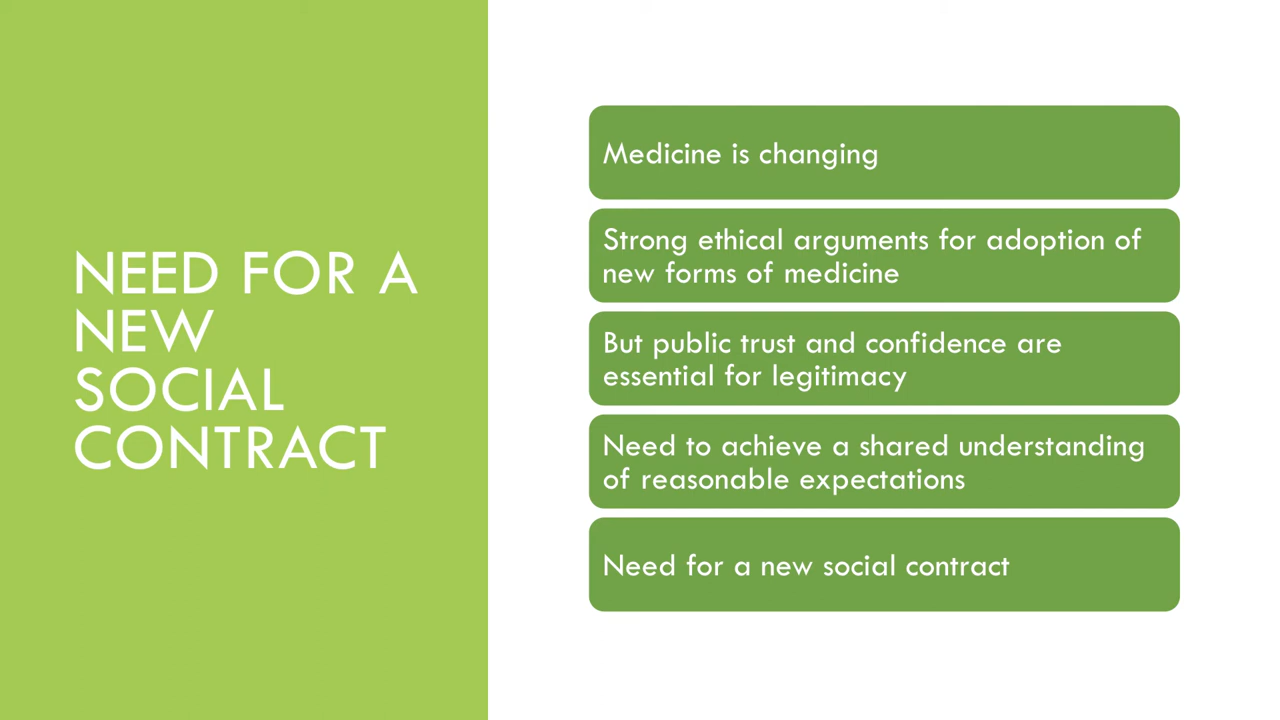 NEED FOR A
NEW
SOCIAL
CONTRACT
Medicine is changing
Strong ethical arguments for adoption of
new forms of medicine
But public trust and confidence are
essential for legitimacy
Need to achieve a shared understanding
of reasonable expectations
Need for a new social contract